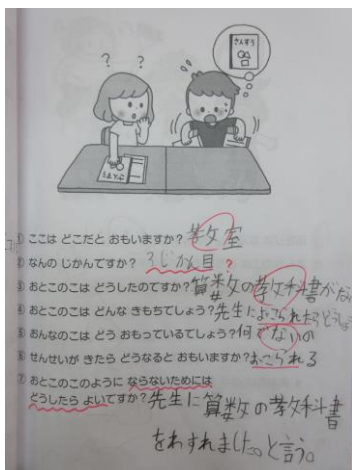 ? ?
さんすう
さんすう
① ここは どこだと おもいますか? 教室
② なんの じかんですか? 3じかん目 ?
③ おとこのこは どうしたのですか? 算数の教科書がな
④ おとこのこは どんな きもちでしょう? 先生におこられたらどうしよ
⑤ おんなのこは どう おもっているでしょう? 何でないの
⑥ せんせいが きたら どうなると おもいますか? おこられる
⑦ おとこのこのように ならないためには
どうしたら よいですか? 先生に算数の教科書
をわすれました。と言う。